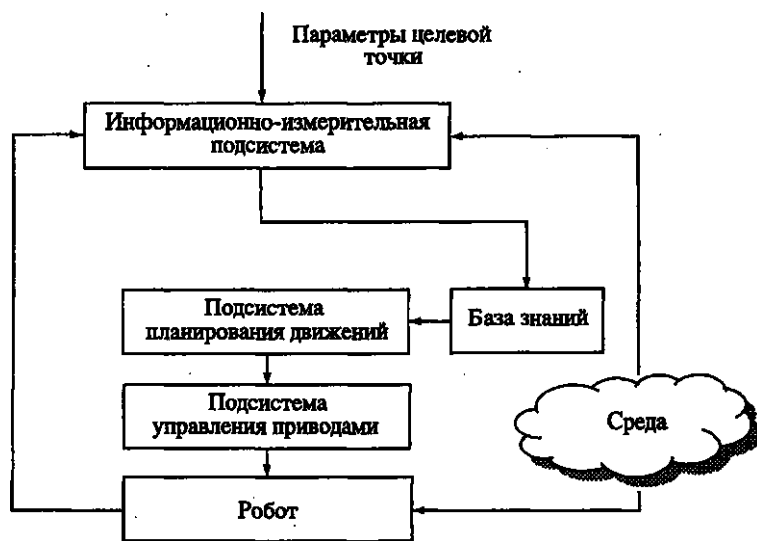 Параметры целевой
точки
Информационно-измерительная
подсистема
Подсистема
планирования движений
База знаний
Подсистема
управления приводами
Среда
Робот